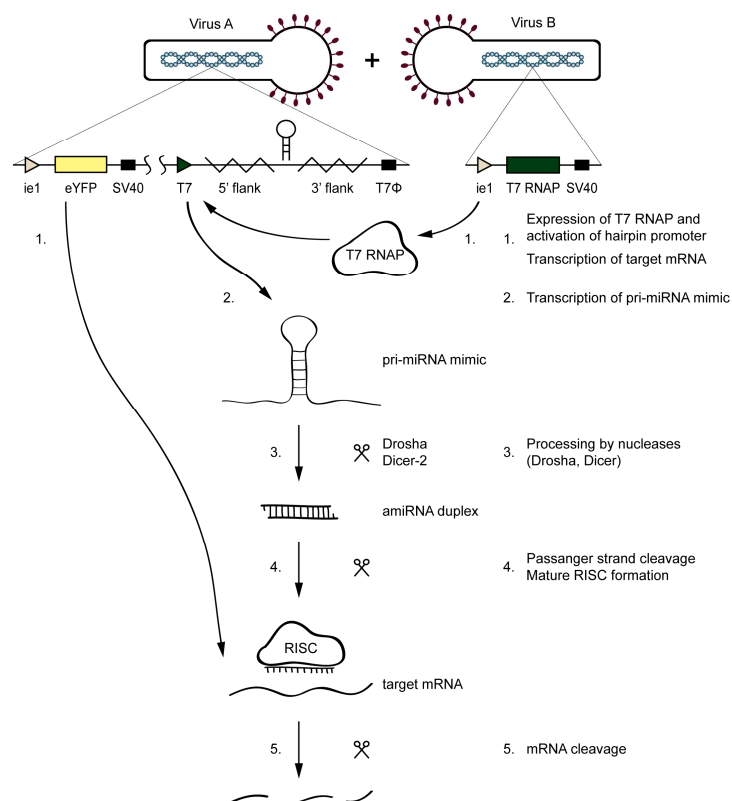 Virus A
Virus B
+
ie1 eYFP SV40 T7 5' flank 3' flank T7Φ
ie1 T7 RNAP SV40
1.
T7 RNAP
1.
1. Expression of T7 RNAP and
activation of hairpin promoter
Transcription of target mRNA
2.
2. Transcription of pri-miRNA mimic
pri-miRNA mimic
3.
Drosha
Dicer-2
3. Processing by nucleases
(Drosha, Dicer)
amiRNA duplex
4.
4. Passanger strand cleavage
Mature RISC formation
RISC
target mRNA
5.
5. mRNA cleavage